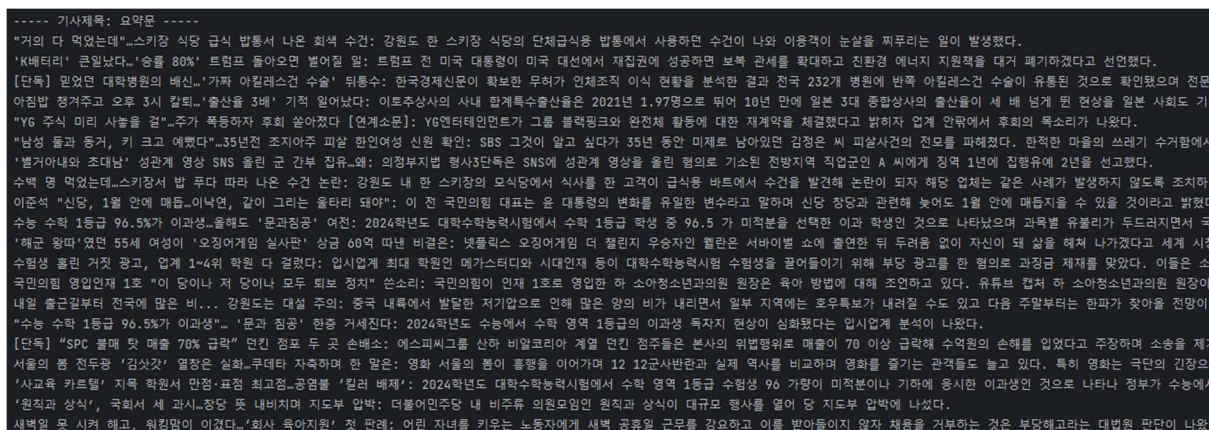 ----- 기사제목: 요약문 -----
"거의 다 먹었는데"…스키장 식당 급식 밥통서 나온 회색 수건: 강원도 한 스키장 식당의 단체급식용 밥통에서 사용하던 수건이 나와 이용객이 눈살을 찌푸리는 일이 발생했다.
'K배터리' 큰일났다…'승률 80%' 트럼프 돌아오면 벌어질 일: 트럼프 전 미국 대통령이 미국 대선에서 재집권에 성공하면 보복 관세를 확대하고 친환경 에너지 지원책을 대거 폐기하겠다고 선언했다.
[단독] 믿었던 대학병원의 배신…'가짜 아킬레스건 수술' 뒤통수: 한국경제신문이 확보한 무허가 인체조직 이식 현황을 분석한 결과 전국 232개 병원에 반쪽 아킬레스건 수술이 유통된 것으로 확인됐으며 전문
아침밥 챙겨주고 오후 3시 칼퇴…'출산율 3배' 기적 일어났다: 이토추상사의 사내 합계특수출산율은 2021년 1.97명으로 뛰어 10년 만에 일본 3대 종합상사의 출산율이 세 배 넘게 뛴 현상을 일본 사회도 기
"YG 주식 미리 사놓을 걸"…주가 폭등하자 후회 쏟아졌다 [연계소문]: YG엔터테인먼트가 그룹 블랙핑크와 완전체 활동에 대한 재계약을 체결했다고 밝히자 업계 안팎에서 후회의 목소리가 나왔다.
"남성 둘과 동거, 키 크고 예뻤다"…35년전 조지아주 피살 한인여성 신원 확인: SBS 그것이 알고 싶다가 35년 동안 미제로 남아있던 김정은 씨 피살사건의 전모를 파헤쳤다. 한적한 마을의 쓰레기 수거함에서
'별거아내와 초대남' 성관계 영상 SNS 올린 군 간부 집유…왜: 의정부지법 형사3단독은 SNS에 성관계 영상을 올린 혐의로 기소된 전방지역 직업군인 A 씨에게 징역 1년에 집행유예 2년을 선고했다.
수백 명 먹었는데…스키장서 밥 푸다 따라 나온 수건 논란: 강원도 내 한 스키장의 모식당에서 식사를 한 고객이 급식용 바트에서 수건을 발견해 논란이 되자 해당 업체는 같은 사례가 발생하지 않도록 조치하
이준석 "신당, 1월 안에 매듭…이낙연, 같이 그리는 울타리 돼야": 이 전 국민의힘 대표는 윤 대통령의 변화를 유일한 변수라고 말하며 신당 창당과 관련해 늦어도 1월 안에 매듭지을 수 있을 것이라고 밝혔다
수능 수학 1등급 96.5%가 이과생…올해도 '문과침공' 여전: 2024학년도 대학수학능력시험에서 수학 1등급 학생 중 96.5 가 미적분을 선택한 이과 학생인 것으로 나타났으며 과목별 유불리가 두드러지면서 국
'해군 왕따'였던 55세 여성이 '오징어게임 실사판' 상금 60억 따낸 비결은: 넷플릭스 오징어게임 더 챌린지 우승자인 웰란은 서바이벌 쇼에 출연한 뒤 두려움 없이 자신이 돼 삶을 헤쳐 나가겠다고 세계 시청
수험생 홀린 거짓 광고, 업계 1~4위 학원 다 걸렸다: 입시업계 최대 학원인 메가스터디와 시대인재 등이 대학수학능력시험 수험생을 끌어들이기 위해 부당 광고를 한 혐의로 과징금 제재를 맞았다. 이들은 소
국민의힘 영입인재 1호 "이 당이나 저 당이나 모두 퇴보 정치" 쓴소리: 국민의힘이 인재 1호로 영입한 하 소아청소년과의원 원장은 육아 방법에 대해 조언하고 있다. 유튜브 캡처 하 소아청소년과의원 원장이
내일 출근길부터 전국에 많은 비... 강원도는 대설 주의: 중국 내륙에서 발달한 저기압으로 인해 많은 양의 비가 내리면서 일부 지역에는 호우특보가 내려질 수도 있고 다음 주말부터는 한파가 찾아올 전망이
"수능 수학 1등급 96.5%가 이과생"… '문과 침공' 한층 거세진다: 2024학년도 수능에서 수학 영역 1등급의 이과생 독차지 현상이 심화됐다는 입시업계 분석이 나왔다.
[단독] "SPC 불매 탓 매출 70% 급락" 던킨 점포 두 곳 손배소: 에스피씨그룹 산하 비알코리아 계열 던킨 점주들은 본사의 위법행위로 매출이 70 이상 급락해 수억원의 손해를 입었다고 주장하며 소송을 제기
서울의 봄 전두광 '김삿갓' 열창은 실화…쿠데타 자축하며 한 말은: 영화 서울의 봄이 흥행을 이어가며 12 12군사반란과 실제 역사를 비교하며 영화를 즐기는 관객들도 늘고 있다. 특히 영화는 극단의 긴장으
'사교육 카르텔' 지목 학원서 만점·표점 최고점…공염불 '킬러 배제': 2024학년도 대학수학능력시험에서 수학 영역 1등급 수험생 96 가량이 미적분이나 기하에 응시한 이과생인 것으로 나타나 정부가 수능에서
'원칙과 상식', 국회서 세 과시…창당 뜻 내비치며 지도부 압박: 더불어민주당 내 비주류 의원모임인 원칙과 상식이 대규모 행사를 열어 당 지도부 압박에 나섰다.
새벽일 못 시켜 해고, 워킹맘이 이겼다…'회사 육아지원' 첫 판례: 어린 자녀를 키우는 노동자에게 새벽 공휴일 근무를 강요하고 이를 받아들이지 않자 채용을 거부하는 것은 부당해고라는 대법원 판단이 나왔